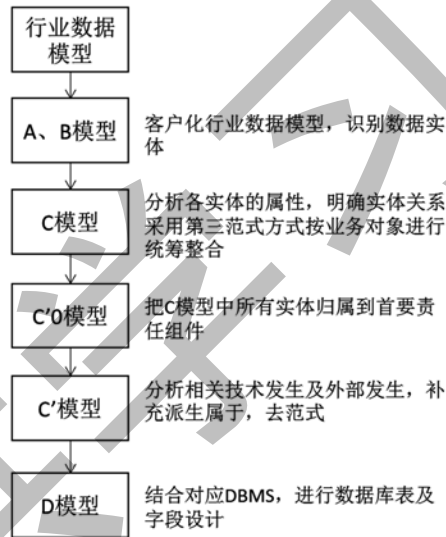 行业数据
模型
A、B模型
客户化行业数据模型，识别数据实
体
C模型
分析各实体的属性，明确实体关系
采用第三范式方式按业务对象进行
统筹整合
C'0模型
把C模型中所有实体归属到首要责
任组件
C'模型
分析相关技术发生及外部发生，补
充派生属于，去范式
D模型
结合对应DBMS，进行数据库表及
字段设计